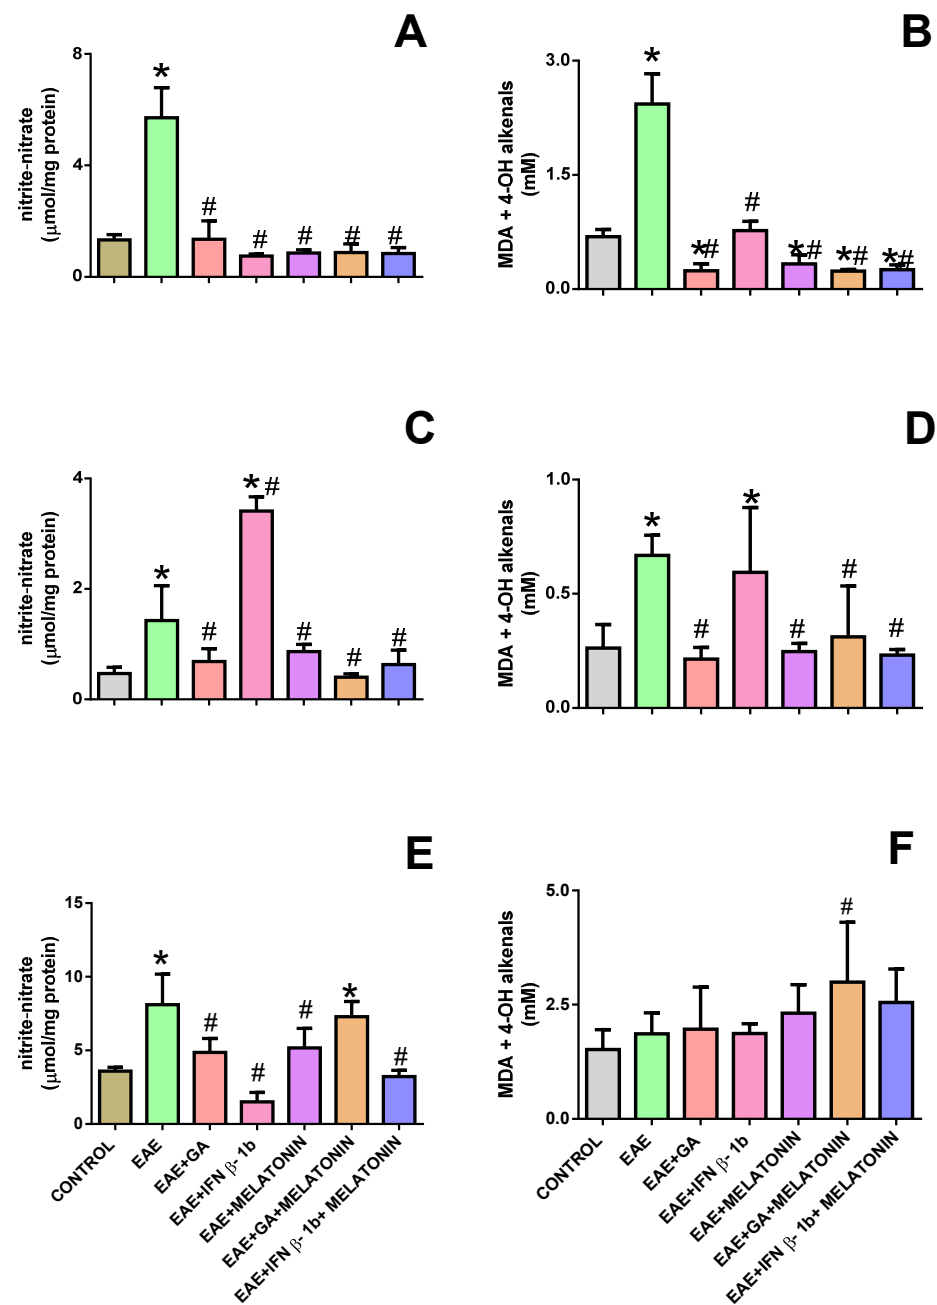 A
nitrite-nitrate
(μmol/mg protein)
8
4
0
*
#
#
#
#
#
B
MDA + 4-OH alkenals
(mM)
3.0
1.5
0.0
*
*#
#
*#
*#
*#
C
nitrite-nitrate
(μmol/mg protein)
4
2
0
*
#
*#
#
#
#
D
MDA + 4-OH alkenals
(mM)
1.0
0.5
0.0
*
#
*
#
#
#
E
nitrite-nitrate
(μmol/mg protein)
15
10
5
0
*
#
#
#
*
#
CONTROL
EAE
EAE+GA
EAE+IFN β- 1b
EAE+MELATONIN
EAE+GA+MELATONIN
EAE+IFN β- 1b+ MELATONIN
F
MDA + 4-OH alkenals
(mM)
5.0
2.5
0.0
#
CONTROL
EAE
EAE+GA
EAE+IFN β- 1b
EAE+MELATONIN
EAE+GA+MELATONIN
EAE+IFN β- 1b+ MELATONIN